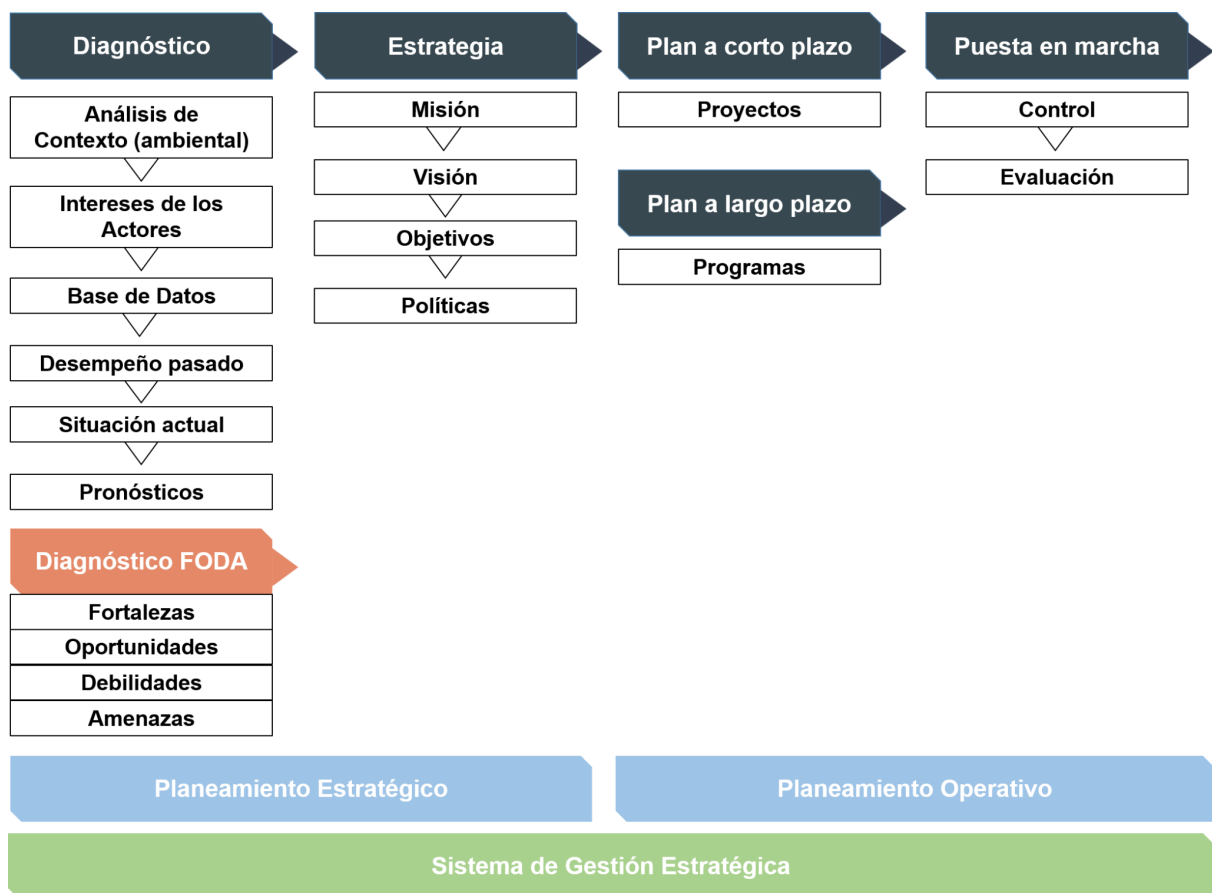 Diagnóstico
Análisis de
Contexto (ambiental)
Intereses de los
Actores
Base de Datos
Desempeño pasado
Situación actual
Pronósticos
Diagnóstico FODA
Fortalezas
Oportunidades
Debilidades
Amenazas
Estrategia
Misión
Visión
Objetivos
Políticas
Plan a corto plazo
Proyectos
Plan a largo plazo
Programas
Puesta en marcha
Control
Evaluación
Planeamiento Estratégico
Planeamiento Operativo
Sistema de Gestión Estratégica